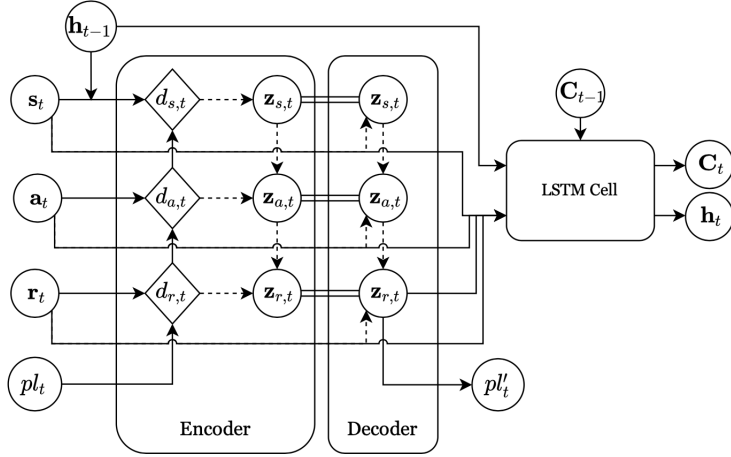 h_{t−1}
s_t
d_{s,t}
z_{s,t}
z_{s,t}
C_{t−1}
a_t
d_{a,t}
z_{a,t}
z_{a,t}
LSTM Cell
C_t
h_t
r_t
d_{r,t}
z_{r,t}
z_{r,t}
pl_t
pl′_t
Encoder
Decoder